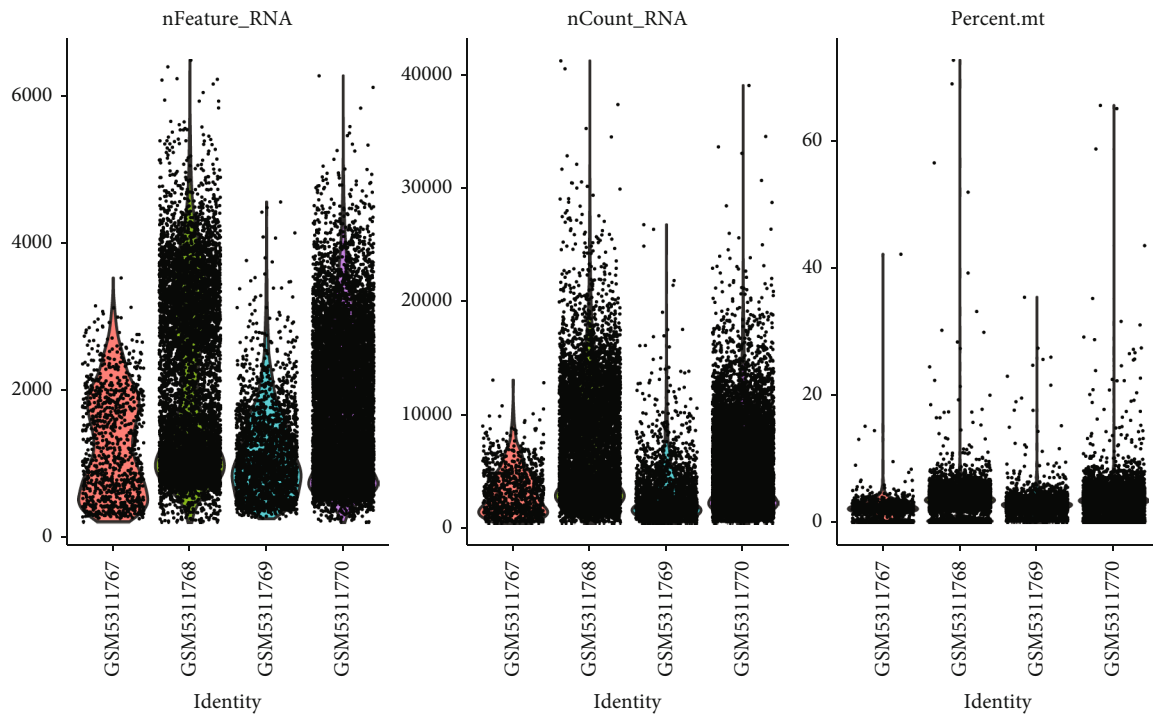 nFeature_RNA
6000
4000
2000
0
GSM5311767
GSM5311768
GSM5311769
GSM5311770
Identity
nCount_RNA
40000
30000
20000
10000
0
GSM5311767
GSM5311768
GSM5311769
GSM5311770
Identity
Percent.mt
60
40
20
0
GSM5311767
GSM5311768
GSM5311769
GSM5311770
Identity